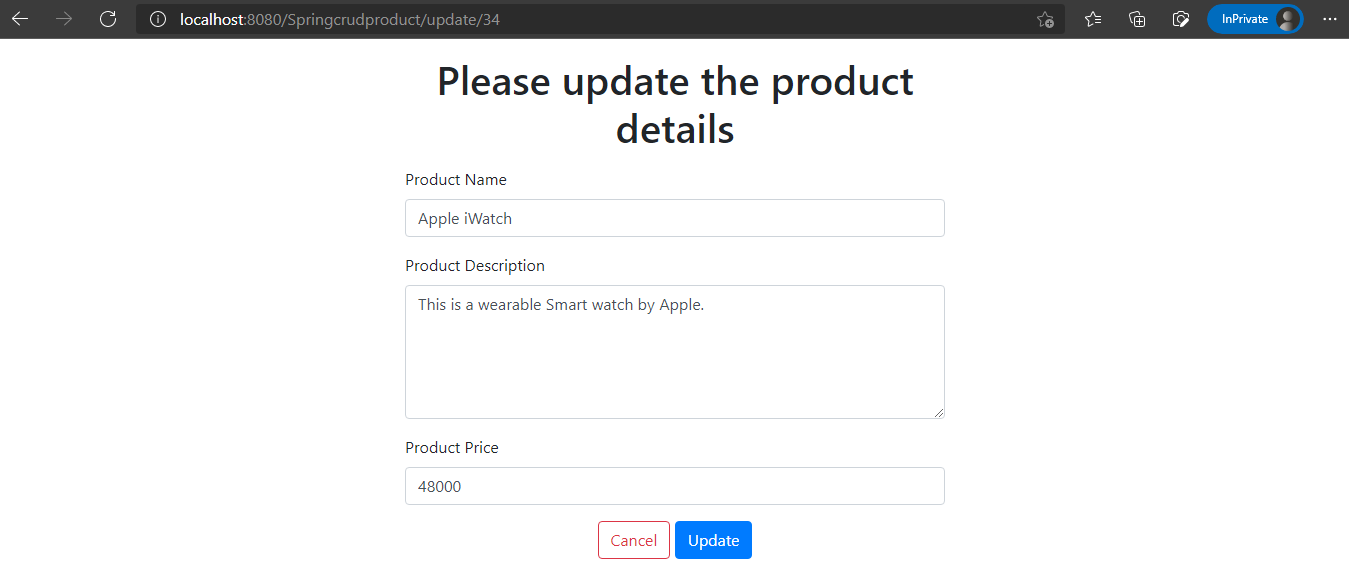 localhost:8080/Springcrudproduct/update/34
InPrivate
Please update the product
details
Product Name
Apple iWatch
Product Description
This is a wearable Smart watch by Apple.
Product Price
48000
Cancel Update